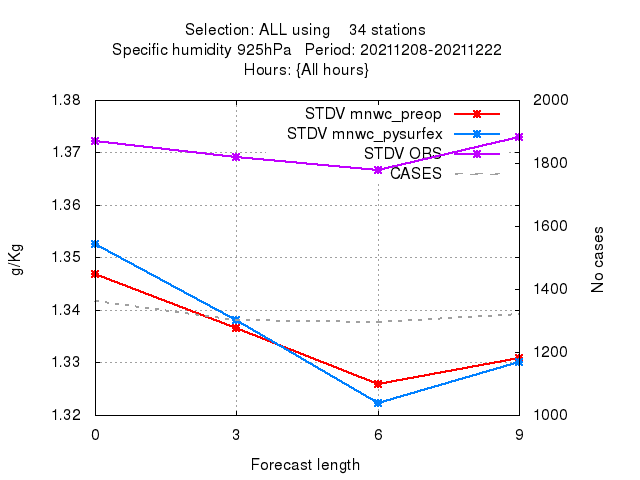 Selection: ALL using    34 stations
Specific humidity 925hPa   Period: 20211208-20211222
Hours: {All hours}
1.38
1.37
1.36
1.35
1.34
1.33
1.32
g/Kg
STDV mnwc_preop
STDV mnwc_pysurfex
STDV OBS
CASES
2000
1800
1600
1400
1200
1000
No cases
0 3 6 9
Forecast length